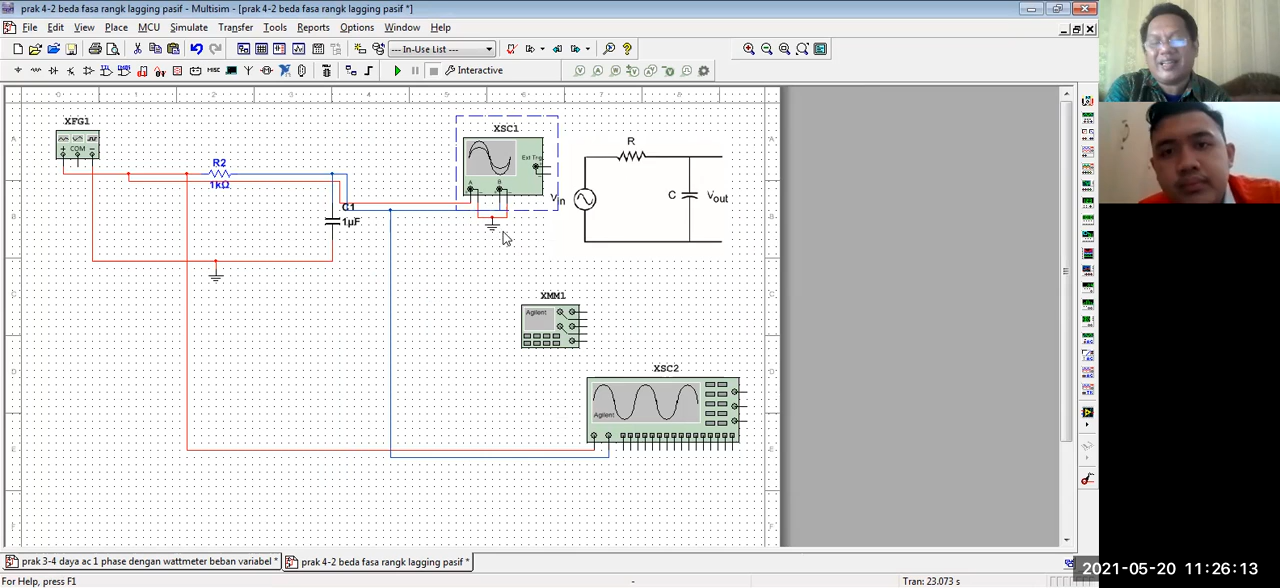 prak 4-2 beda fasa rangk lagging pasif - Multisim - [prak 4-2 beda fasa rangk lagging pasif *]
File Edit View Place MCU Simulate Transfer Tools Reports Options Window Help
--- In-Use List ---
Interactive
XFG1
COM
R2
1kΩ
C1
1µF
XSC1
Ext Trig
A
B
R
Vin
C
Vout
XMM1
Agilent
XSC2
Agilent
prak 3-4 daya ac 1 phase dengan wattmeter beban variabel *
prak 4-2 beda fasa rangk lagging pasif *
For Help, press F1
Tran: 23.073 s
2021-05-20 11:26:13